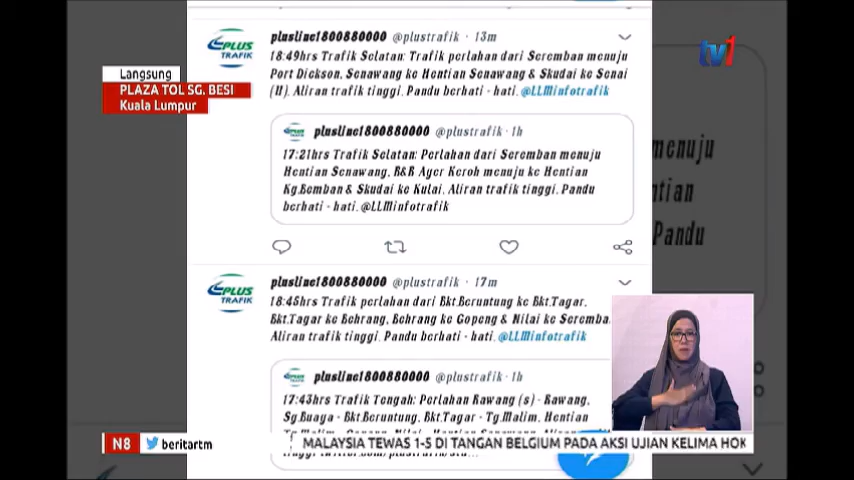 plusline1800880000 @plustrafik · 13m
PLUS
TRAFIK
18:49hrs Trafik Selatan: Trafik perlahan dari Seremban menuju
Port Dickson, Senawang ke Hentian Senawang & Skudai ke Senai
(U). Aliran trafik tinggi. Pandu berhati - hati. @LLMinfotrafik
tv1
Langsung
PLAZA TOL SG. BESI
Kuala Lumpur
plusline1800880000 @plustrafik · 1h
17:21hrs Trafik Selatan: Perlahan dari Seremban menuju
Hentian Senawang, R&R Ayer Keroh menuju ke Hentian
Kg.Bemban & Skudai ke Kulai. Aliran trafik tinggi. Pandu
berhati - hati. @LLMinfotrafik
menuju
ntian
Pandu
plusline1800880000 @plustrafik · 17m
PLUS
TRAFIK
18:45hrs Trafik perlahan dari Bkt.Beruntung ke Bkt.Tagar,
Bkt.Tagar ke Behrang, Behrang ke Gopeng & Nilai ke Seremba
Aliran trafik tinggi. Pandu berhati - hati. @LLMinfotrafik
plusline1800880000 @plustrafik · 1h
17:43hrs Trafik Tengah: Perlahan Rawang (s) - Rawang,
Sg.Buaya - Bkt.Beruntung, Bkt.Tagar - Tg.Malim, Hentian
N8
beritartm
MALAYSIA TEWAS 1-5 DI TANGAN BELGIUM PADA AKSI UJIAN KELIMA HOK